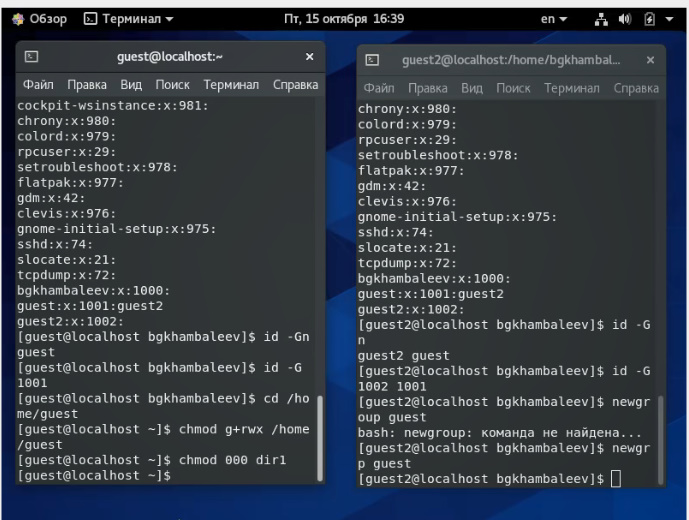 Обзор Терминал Пт, 15 октября 16:39 en
guest@localhost:~ ×
Файл Правка Вид Поиск Терминал Справка
cockpit-wsinstance:x:981:
chrony:x:980:
colord:x:979:
rpcuser:x:29:
setroubleshoot:x:978:
flatpak:x:977:
gdm:x:42:
clevis:x:976:
gnome-initial-setup:x:975:
sshd:x:74:
slocate:x:21:
tcpdump:x:72:
bgkhambaleev:x:1000:
guest:x:1001:guest2
guest2:x:1002:
[guest@localhost bgkhambaleev]$ id -Gn
guest
[guest@localhost bgkhambaleev]$ id -G
1001
[guest@localhost bgkhambaleev]$ cd /ho
me/guest
[guest@localhost ~]$ chmod g+rwx /home
/guest
[guest@localhost ~]$ chmod 000 dir1
[guest@localhost ~]$
guest2@localhost:/home/bgkhambal... ×
Файл Правка Вид Поиск Терминал Справка
chrony:x:980:
colord:x:979:
rpcuser:x:29:
setroubleshoot:x:978:
flatpak:x:977:
gdm:x:42:
clevis:x:976:
gnome-initial-setup:x:975:
sshd:x:74:
slocate:x:21:
tcpdump:x:72:
bgkhambaleev:x:1000:
guest:x:1001:guest2
guest2:x:1002:
[guest2@localhost bgkhambaleev]$ id -G
n
guest2 guest
[guest2@localhost bgkhambaleev]$ id -G
1002 1001
[guest2@localhost bgkhambaleev]$ newgr
oup guest
bash: newgroup: команда не найдена...
[guest2@localhost bgkhambaleev]$ newgr
p guest
[guest2@localhost bgkhambaleev]$